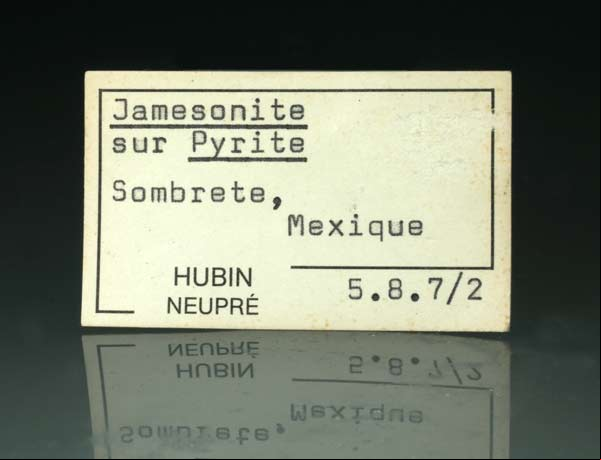 Jamesonite
sur Pyrite
Sombrete,
Mexique
HUBIN
NEUPRÉ
5.8.7/2